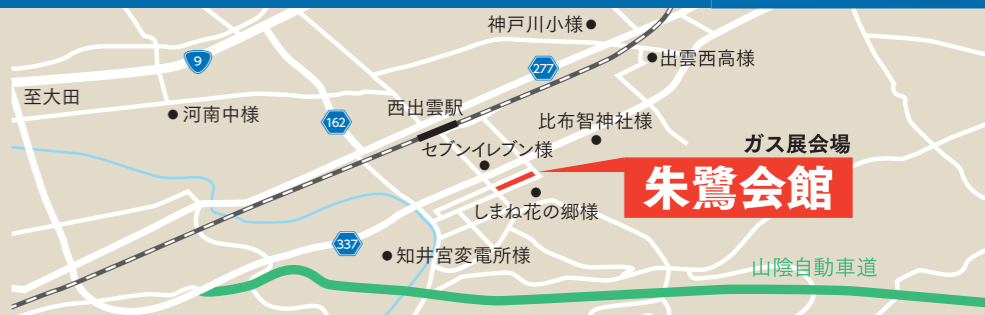 神戸川小様
9
277
出雲西高様
至大田
河南中様
西出雲駅
162
比布智神社様
ガス展会場
セブンイレブン様
朱鷺会館
しまね花の郷様
337
知井宮変電所様
山陰自動車道